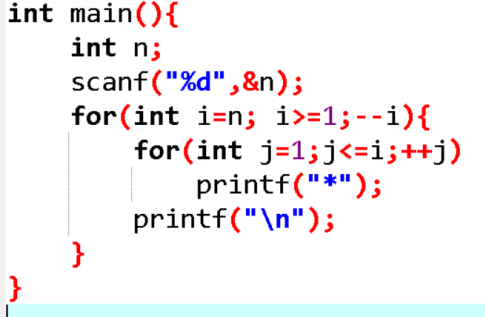 int main(){
    int n;
    scanf("%d",&n);
    for(int i=n; i>=1;--i){
        for(int j=1;j<=i;++j)
            printf("*");
        printf("\n");
    }
}